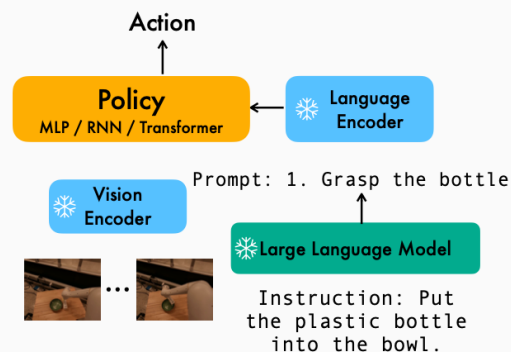 Action
Policy
MLP / RNN / Transformer
Language
Encoder
Prompt: 1. Grasp the bottle
Vision
Encoder
Large Language Model
...
Instruction: Put
the plastic bottle
into the bowl.